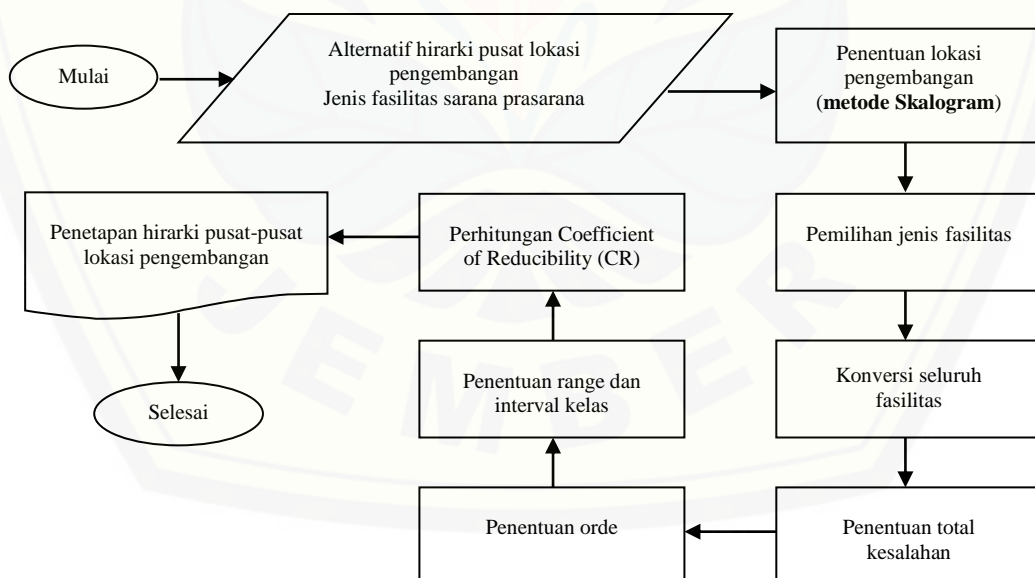 Mulai
Alternatif hirarki pusat lokasi
pengembangan
Jenis fasilitas sarana prasarana
Penentuan lokasi
pengembangan
(metode Skalogram)
Pemilihan jenis fasilitas
Konversi seluruh
fasilitas
Penentuan total
kesalahan
Penentuan orde
Penentuan range dan
interval kelas
Perhitungan Coefficient
of Reducibility (CR)
Penetapan hirarki pusat-pusat
lokasi pengembangan
Selesai
JEMBER